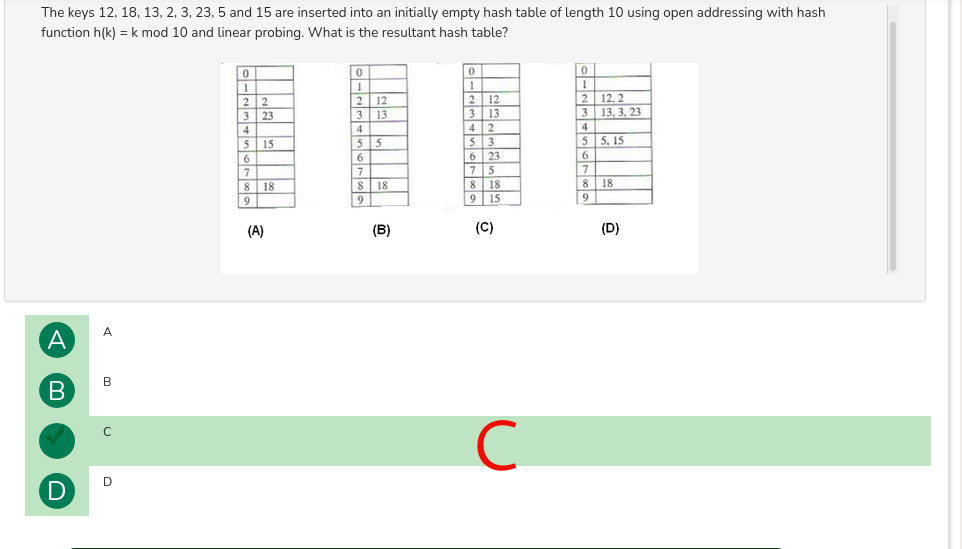 The keys 12, 18, 13, 2, 3, 23, 5 and 15 are inserted into an initially empty hash table of length 10 using open addressing with hash
function h(k) = k mod 10 and linear probing. What is the resultant hash table?
0 0 0 0
1 1 1 1
2 2 2 12 2 12 2 12, 2
3 23 3 13 3 13 3 13, 3, 23
4 4 4 2 4
5 15 5 5 5 3 5 5, 15
6 6 6 23 6
7 7 7 5 7
8 18 8 18 8 18 8 18
9 9 9 15 9
(A) (B) (C) (D)
A A
B B
C C
D D